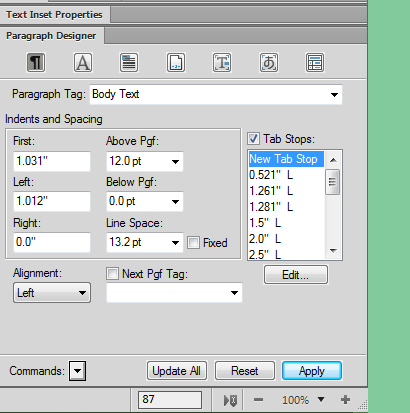 Text Inset Properties
Paragraph Designer
Paragraph Tag: Body Text
Indents and Spacing
First: Above Pgf: Tab Stops:
1.031" 12.0 pt New Tab Stop
0.521" L
Left: Below Pgf: 1.261" L
1.012" 0.0 pt 1.281" L
Right: Line Space: 1.5" L
0.0" 13.2 pt Fixed 2.0" L
2.5" L
Alignment: Next Pgf Tag: Edit...
Left
Commands: Update All Reset Apply
87 100%